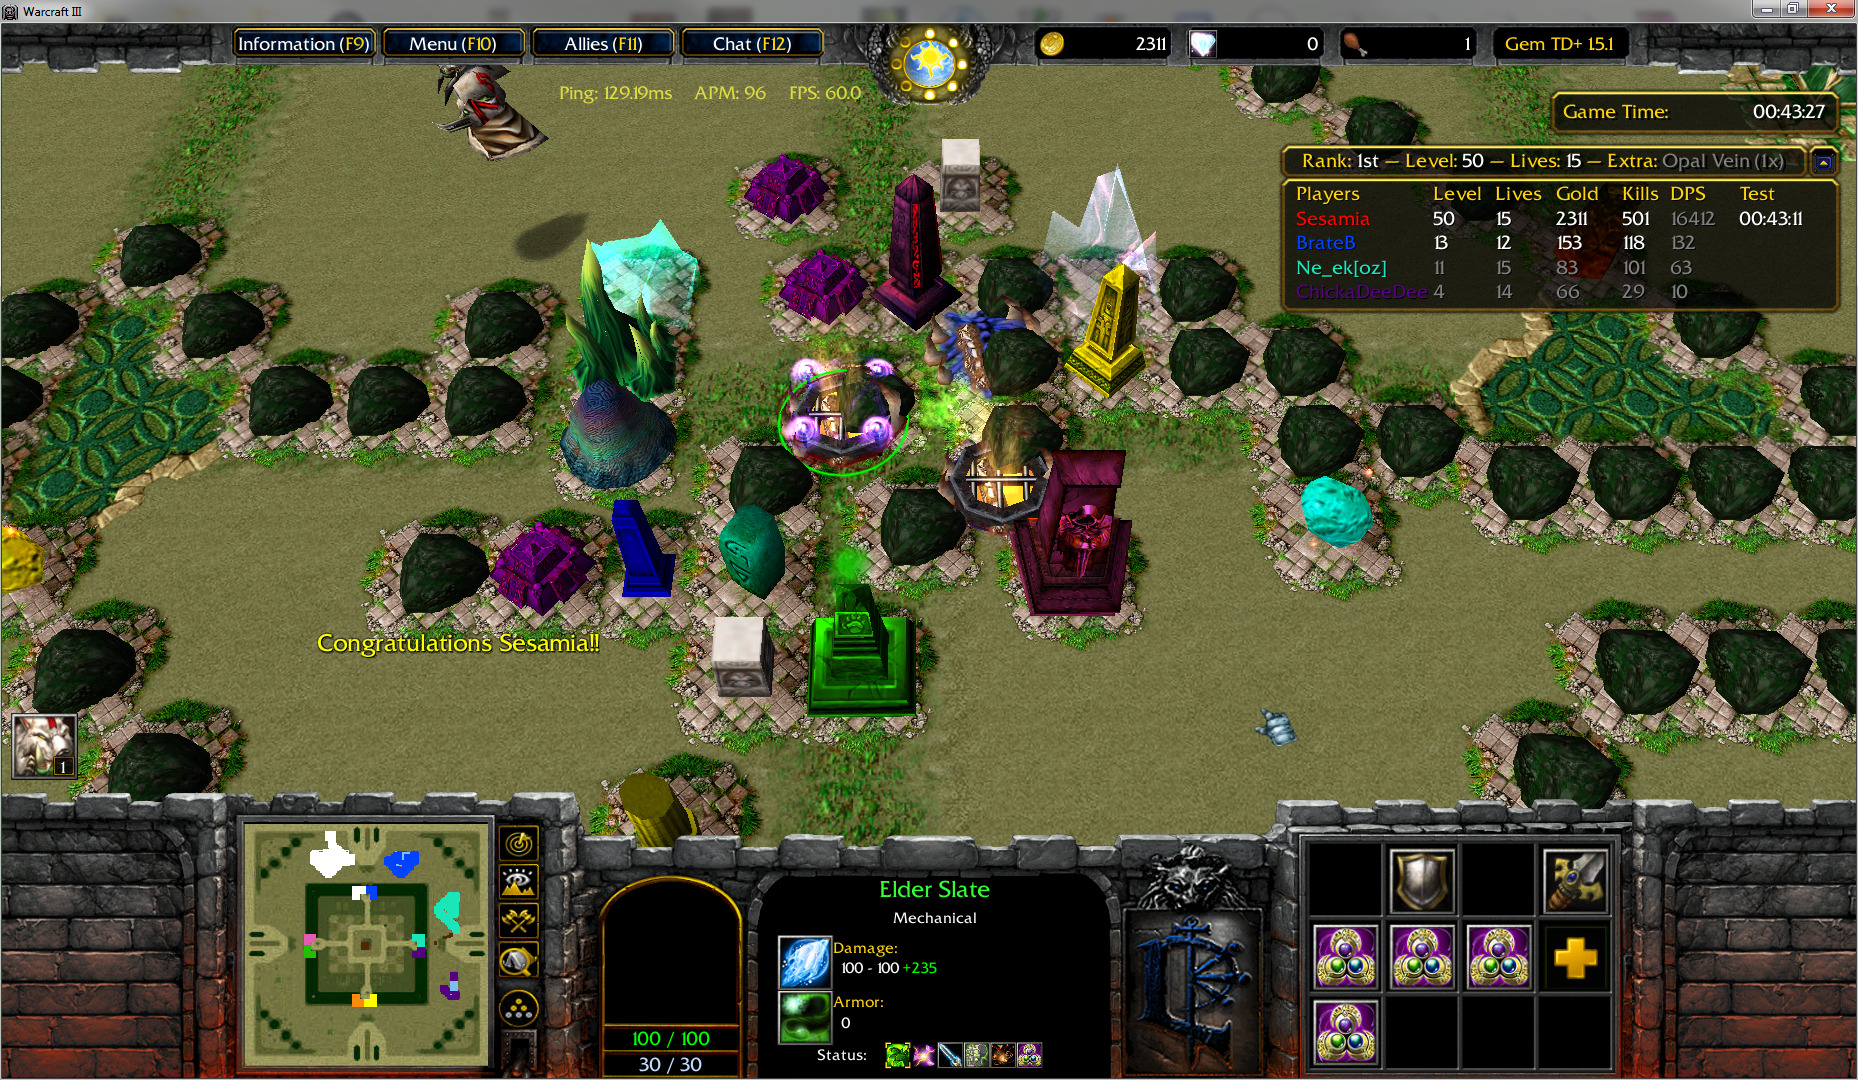 Warcraft III
Information (F9)
Menu (F10)
Allies (F11)
Chat (F12)
2311
0
1
Gem TD+ 1.5.1
Ping: 129.19ms APM: 96 FPS: 60.0
Game Time: 00:43:27
Rank: 1st – Level: 50 – Lives: 15 – Extra: Opal Vein (1x)
Players Level Lives Gold Kills DPS Test
Sesamia 50 15 2311 501 16412 00:43:11
BrateB 13 12 153 118 132
Ne_ek[oz] 11 15 83 101 63
ChickaDeeDee 4 14 66 29 10
Congratulations Sesamia!!
1
Elder Slate
Mechanical
Damage:
100 - 100 +235
Armor:
0
Status:
100 / 100
30 / 30